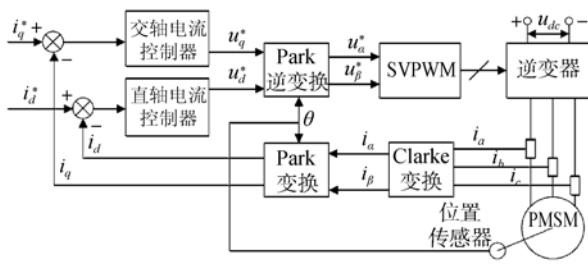 i_q^* +
−
交轴电流
控制器
u_q^*
Park
逆变换
u_α^*
u_β^*
SVPWM
+ u_dc −
逆变器
i_d^* +
−
直轴电流
控制器
u_d^*
θ
i_d
i_q
Park
变换
i_α
i_β
Clarke
变换
i_a
i_b
i_c
位置
传感器
PMSM